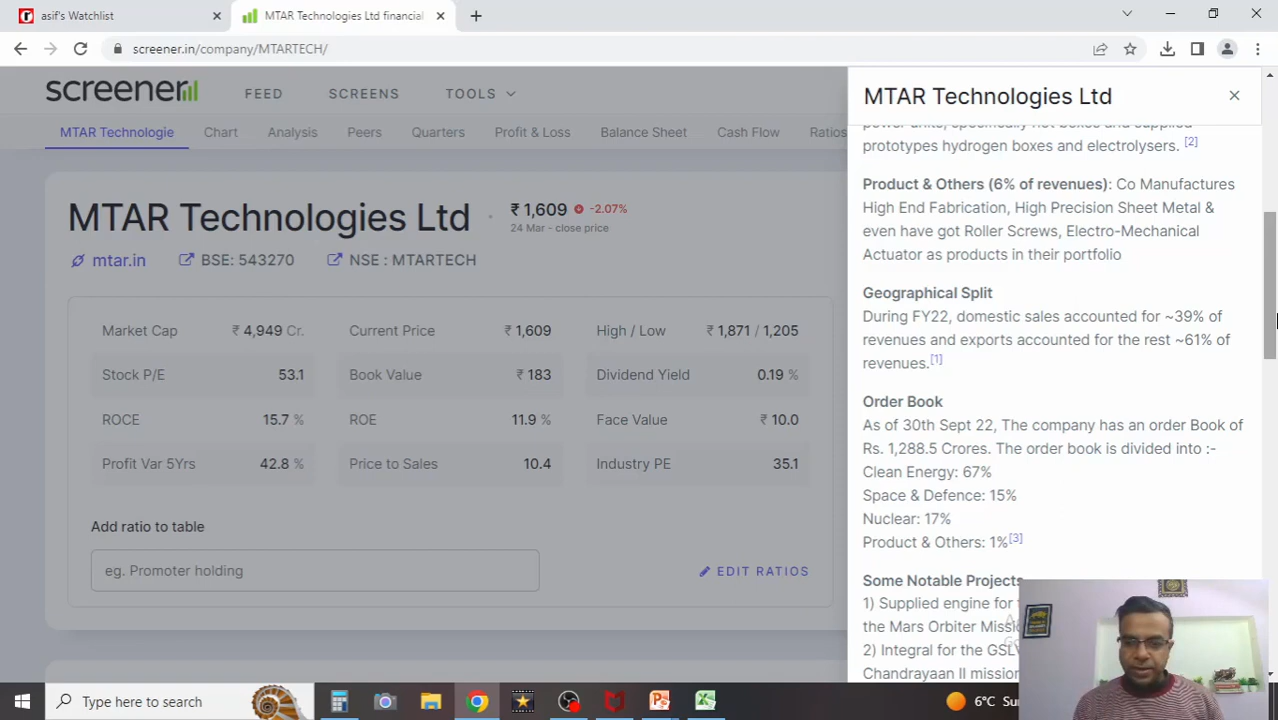 asif's Watchlist
MTAR Technologies Ltd financial
screener.in/company/MTARTECH/
screener
FEED SCREENS TOOLS
MTAR Technologie Chart Analysis Peers Quarters Profit & Loss Balance Sheet Cash Flow Ratios
MTAR Technologies Ltd
₹ 1,609 -2.07%
24 Mar - close price
mtar.in BSE: 543270 NSE : MTARTECH
Market Cap ₹ 4,949 Cr. Current Price ₹ 1,609 High / Low ₹ 1,871 / 1,205
Stock P/E 53.1 Book Value ₹ 183 Dividend Yield 0.19 %
ROCE 15.7 % ROE 11.9 % Face Value ₹ 10.0
Profit Var 5Yrs 42.8 % Price to Sales 10.4 Industry PE 35.1
Add ratio to table
eg. Promoter holding
EDIT RATIOS
MTAR Technologies Ltd
power units, specifically hot boxes and supplied
prototypes hydrogen boxes and electrolysers. [2]
Product & Others (6% of revenues): Co Manufactures
High End Fabrication, High Precision Sheet Metal &
even have got Roller Screws, Electro-Mechanical
Actuator as products in their portfolio
Geographical Split
During FY22, domestic sales accounted for ~39% of
revenues and exports accounted for the rest ~61% of
revenues.[1]
Order Book
As of 30th Sept 22, The company has an order Book of
Rs. 1,288.5 Crores. The order book is divided into :-
Clean Energy: 67%
Space & Defence: 15%
Nuclear: 17%
Product & Others: 1%[3]
Some Notable Projects
1) Supplied engine for
the Mars Orbiter Missio
2) Integral for the GSLV
Chandrayaan II mission
Type here to search
6°C Su